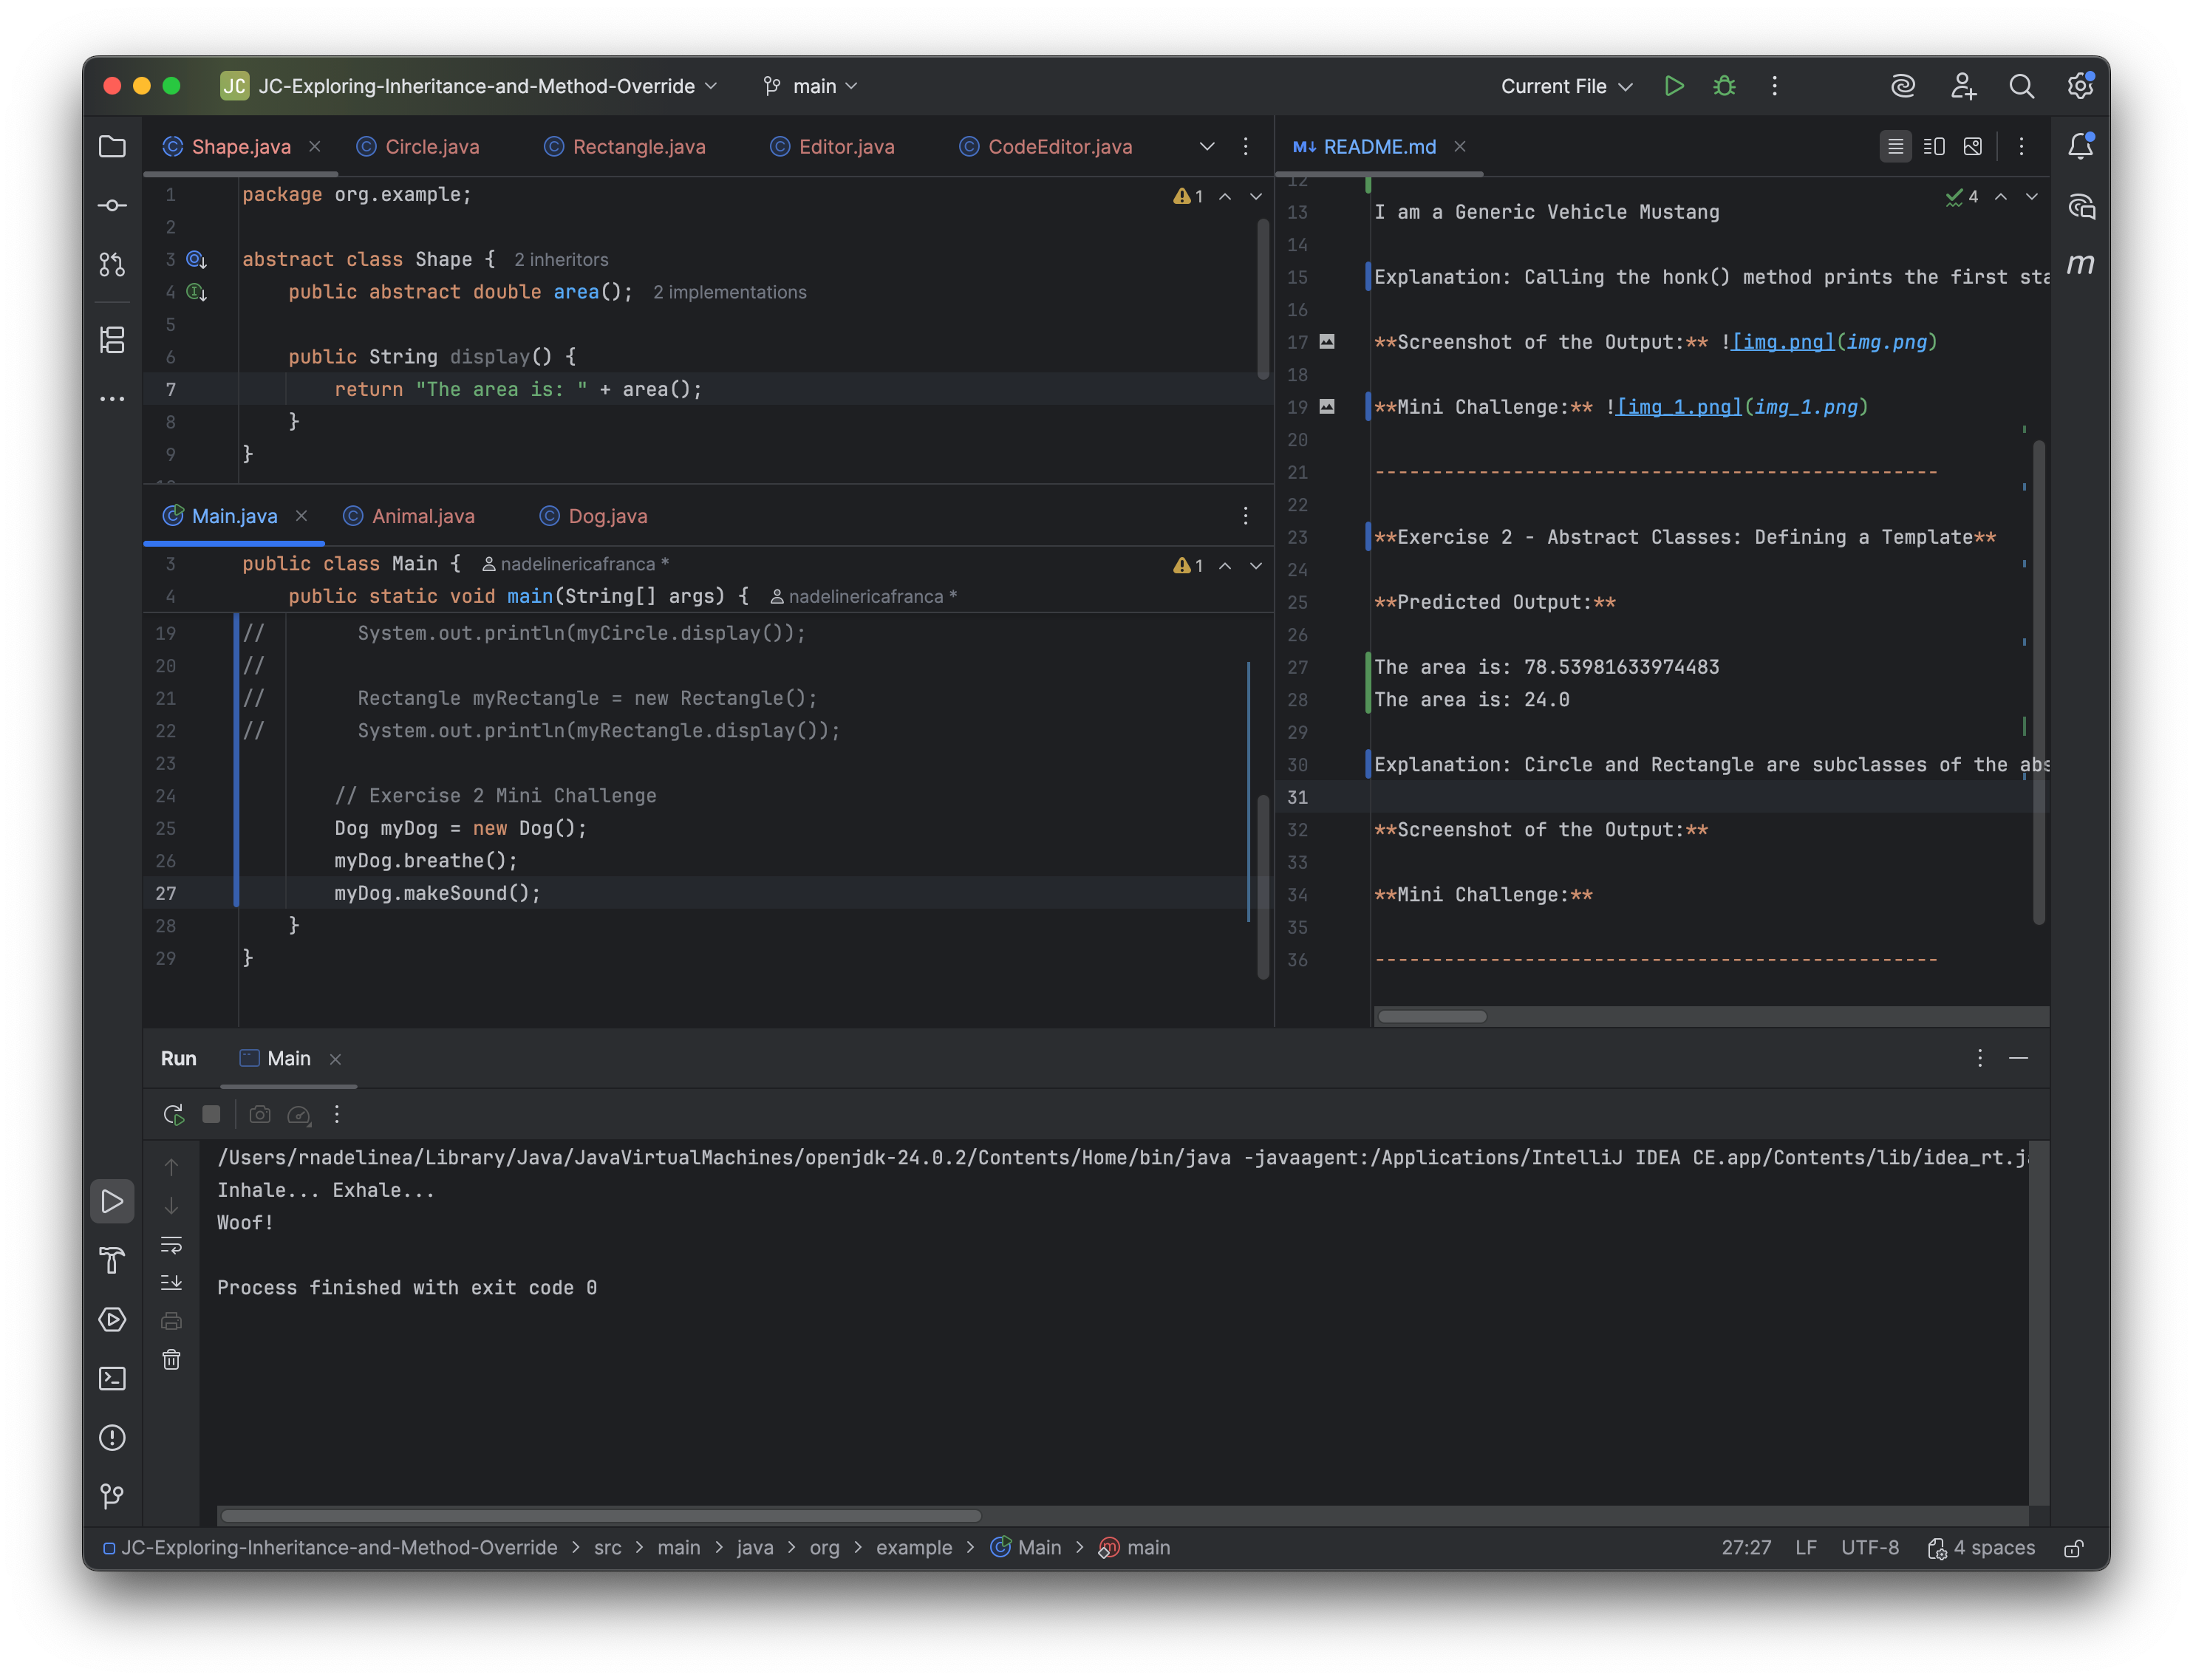 JC JC-Exploring-Inheritance-and-Method-Override main Current File
Shape.java Circle.java Rectangle.java Editor.java CodeEditor.java
1 package org.example;
2
3 abstract class Shape { 2 inheritors
4 public abstract double area(); 2 implementations
5
6 public String display() {
7 return "The area is: " + area();
8 }
9 }
1
Main.java Animal.java Dog.java
3 public class Main { nadelinericafranca *
4 public static void main(String[] args) { nadelinericafranca *
1
19 // System.out.println(myCircle.display());
20 //
21 // Rectangle myRectangle = new Rectangle();
22 // System.out.println(myRectangle.display());
23
24 // Exercise 2 Mini Challenge
25 Dog myDog = new Dog();
26 myDog.breathe();
27 myDog.makeSound();
28 }
29 }
M↓ README.md
12
13 I am a Generic Vehicle Mustang
4
14
15 Explanation: Calling the honk() method prints the first sta
16
17 **Screenshot of the Output:** ![img.png](img.png)
18
19 **Mini Challenge:** ![img_1.png](img_1.png)
20
21 -------------------------------------------------
22
23 **Exercise 2 - Abstract Classes: Defining a Template**
24
25 **Predicted Output:**
26
27 The area is: 78.53981633974483
28 The area is: 24.0
29
30 Explanation: Circle and Rectangle are subclasses of the abs
31
32 **Screenshot of the Output:**
33
34 **Mini Challenge:**
35
36 -------------------------------------------------
m
Run Main
/Users/rnadelinea/Library/Java/JavaVirtualMachines/openjdk-24.0.2/Contents/Home/bin/java -javaagent:/Applications/IntelliJ IDEA CE.app/Contents/lib/idea_rt.j
Inhale... Exhale...
Woof!
Process finished with exit code 0
JC-Exploring-Inheritance-and-Method-Override > src > main > java > org > example > Main > main 27:27 LF UTF-8 4 spaces